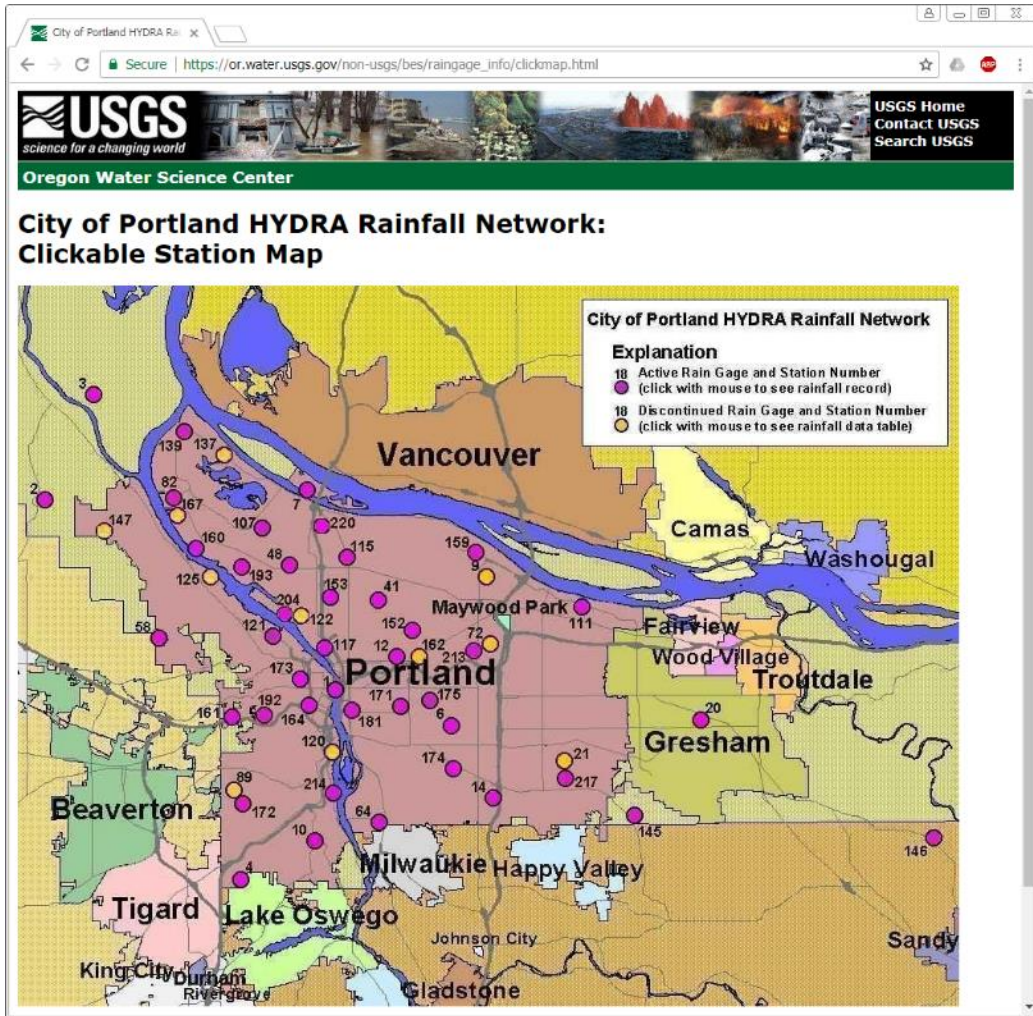 City of Portland HYDRA Ra
Secure | https://or.water.usgs.gov/non-usgs/bes/raingage_info/clickmap.html
ABP
USGS
science for a changing world
USGS Home
Contact USGS
Search USGS
Oregon Water Science Center
City of Portland HYDRA Rainfall Network:
Clickable Station Map
City of Portland HYDRA Rainfall Network
Explanation
18 Active Rain Gage and Station Number
(click with mouse to see rainfall record)
18 Discontinued Rain Gage and Station Number
(click with mouse to see rainfall data table)
3
139
137
Vancouver
2
82
167
7
147
107
220
Camas
160
48
115
159
9
Washougal
126
193
153
41
204
122
Maywood Park
111
121
152
Fairview
58
117
12
162
72
213
Wood Village
173
Portland
Troutdale
1
171
175
161
192
164
181
6
20
Gresham
120
174
21
89
214
217
172
14
Beaverton
64
145
10
146
Milwaukie
Happy Valley
4
Tigard
Lake Oswego
Johnson City
Sandy
King City
Durham
Rivergrove
Gladstone